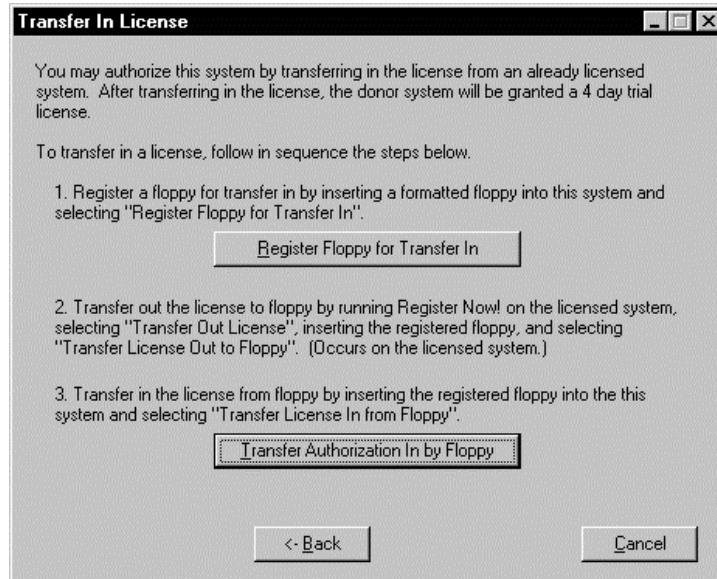 Transfer In License
You may authorize this system by transferring in the license from an already licensed
system. After transferring in the license, the donor system will be granted a 4 day trial
license.
To transfer in a license, follow in sequence the steps below.
1. Register a floppy for transfer in by inserting a formatted floppy into this system and
selecting "Register Floppy for Transfer In".
Register Floppy for Transfer In
2. Transfer out the license to floppy by running Register Now! on the licensed system,
selecting "Transfer Out License", inserting the registered floppy, and selecting
"Transfer License Out to Floppy". (Occurs on the licensed system.)
3. Transfer in the license from floppy by inserting the registered floppy into the this
system and selecting "Transfer License In from Floppy".
Transfer Authorization In by Floppy
<- Back
Cancel